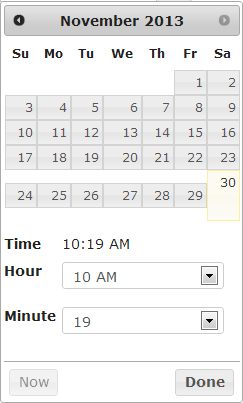 November 2013
Su Mo Tu We Th Fr Sa
1 2
3 4 5 6 7 8 9
10 11 12 13 14 15 16
17 18 19 20 21 22 23
24 25 26 27 28 29 30
Time 10:19 AM
Hour 10 AM
Minute 19
Now Done